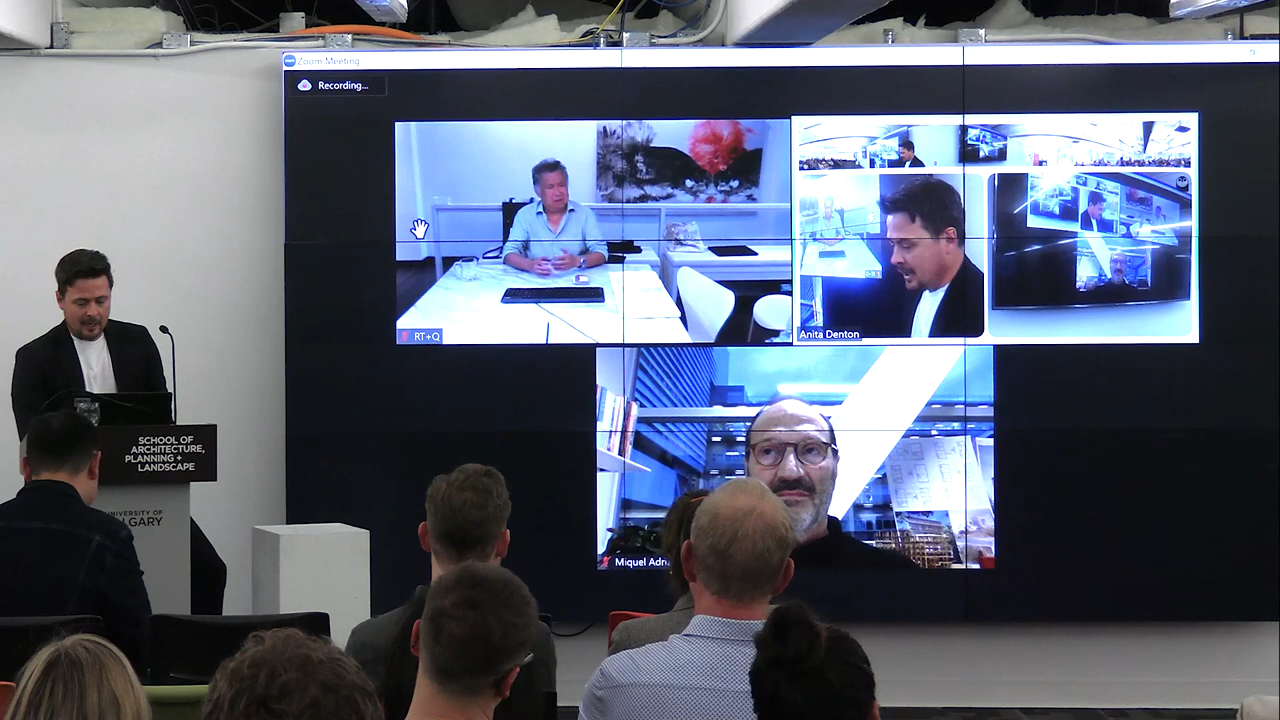 Zoom Meeting
Recording...
RT+Q
Anita Denton
SCHOOL OF
ARCHITECTURE,
PLANNING +
LANDSCAPE
UNIVERSITY OF
LGARY
Miquel Adri